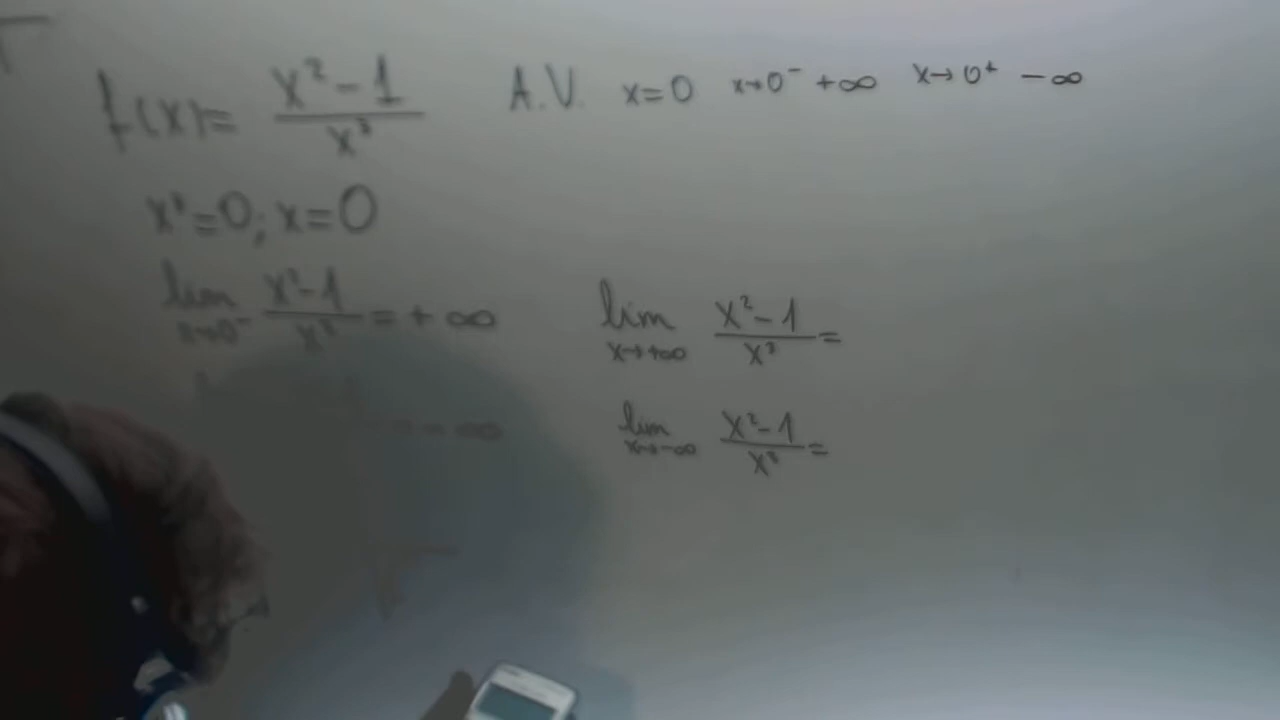 f(x)= x²-1 / x³ A.V. x=0 x→0⁻ +∞ x→0⁺ -∞
x³=0; x=0
lim x→0⁻ x²-1 / x³ = +∞ lim x→+∞ x²-1 / x³ =
= -∞ lim x→-∞ x²-1 / x³ =